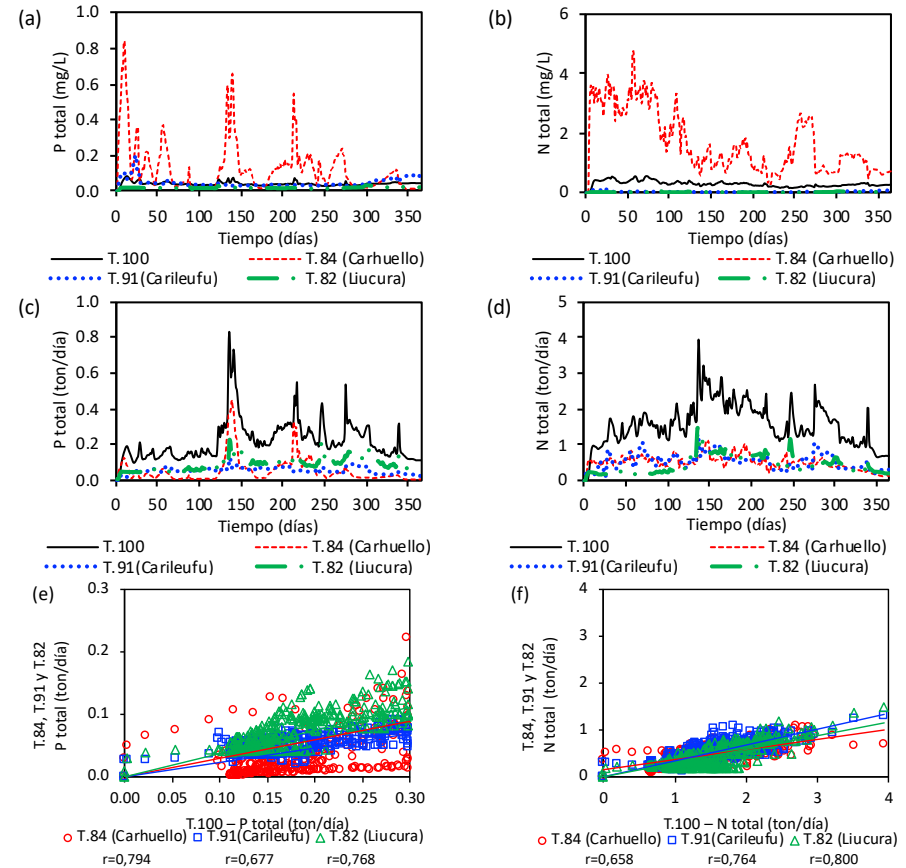 (a)
P total (mg/L)
1.0
0.8
0.6
0.4
0.2
0.0
0 50 100 150 200 250 300 350
Tiempo (días)
T.100 T.84 (Carhuello)
T.91(Carileufu) T.82 (Liucura)
(b)
N total (mg/L)
6
4
2
0
0 50 100 150 200 250 300 350
Tiempo (días)
T.100 T.84 (Carhuello)
T.91(Carileufu) T.82 (Liucura)
(c)
P total (ton/día)
1.0
0.8
0.6
0.4
0.2
0.0
0 50 100 150 200 250 300 350
Tiempo (días)
T.100 T.84 (Carhuello)
T.91(Carileufu) T.82 (Liucura)
(d)
N total (ton/día)
5
4
3
2
1
0
0 50 100 150 200 250 300 350
Tiempo (días)
T.100 T.84 (Carhuello)
T.91(Carileufu) T.82 (Liucura)
(e)
T.84, T.91 y T.82
P total (ton/día)
0.3
0.2
0.1
0.0
0.00 0.05 0.10 0.15 0.20 0.25 0.30
T.100 – P total (ton/día)
T.84 (Carhuello) T.91(Carileufu) T.82 (Liucura)
r=0,794 r=0,677 r=0,768
(f)
T.84, T.91 y T.82
N total (ton/día)
4
3
2
1
0
0 1 2 3 4
T.100 – N total (ton/día)
T.84 (Carhuello) T.91(Carileufu) T.82 (Liucura)
r=0,658 r=0,764 r=0,800